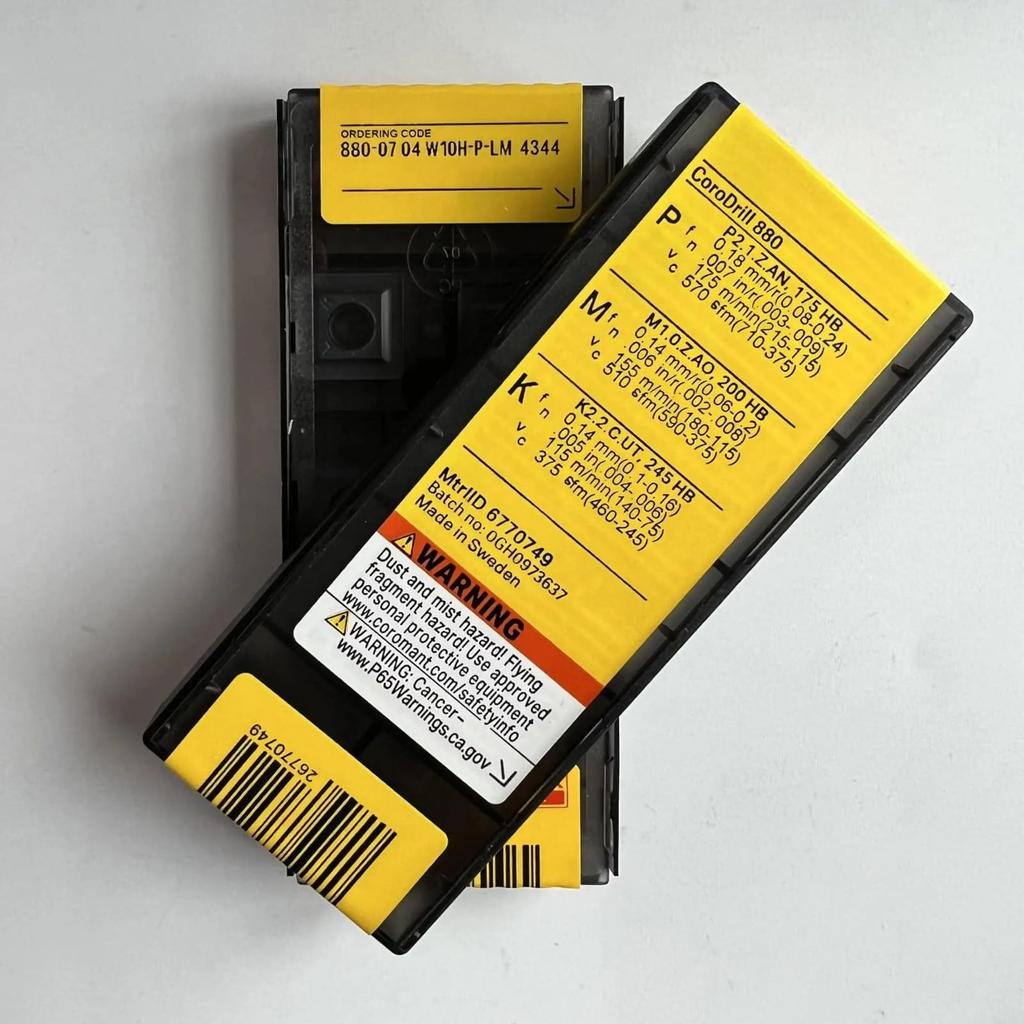 ORDERING CODE
880-07 04 W10H-P-LM 4344
CoroDrill 880
P P2.1.Z.AN, 175 HB
fn 0.18 mm/r(0.08-0.24)
.007 in/r(.003-.009)
vc 175 m/min(215-115)
570 sfm(710-375)
M M1.0.Z.AQ, 200 HB
fn 0.14 mm/r(0.06-0.2)
.006 in/r(.002-.008)
vc 155 m/min(180-115)
510 sfm(590-375)
K K2.2.C.UT, 245 HB
fn 0.14 mm(0.1-0.16)
.005 in(.004-.006)
vc 115 m/min(140-75)
375 sfm(460-245)
MtrlID 6770749
Batch no: 0GH0973637
Made in Sweden
WARNING
Dust and mist hazard! Flying
fragment hazard! Use approved
personal protective equipment
www.coromant.com/safetyinfo
WARNING: Cancer-
www.P65Warnings.ca.gov
26770749